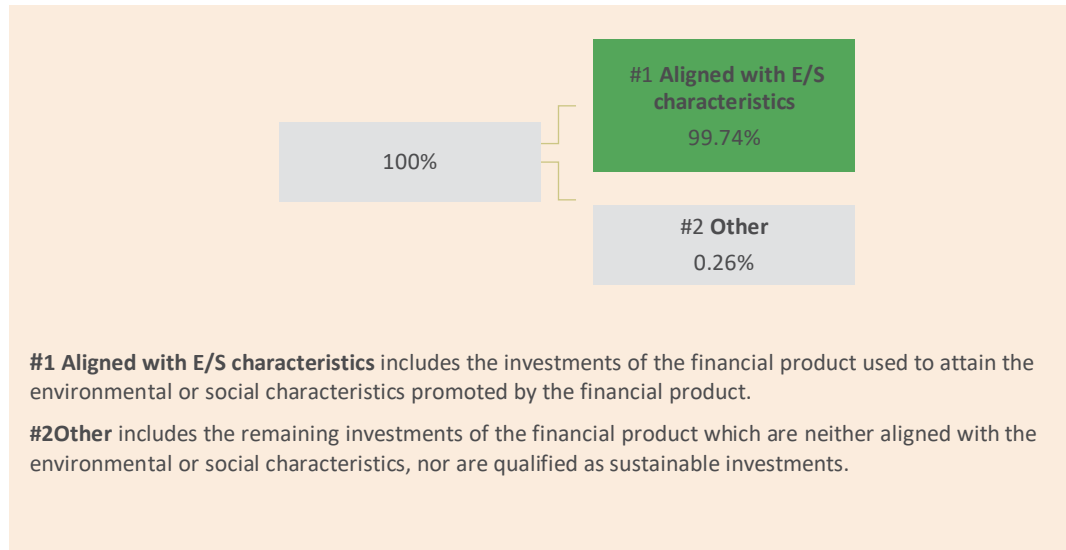 #1 Aligned with E/S
characteristics
99.74%
100%
#2 Other
0.26%
#1 Aligned with E/S characteristics includes the investments of the financial product used to attain the
environmental or social characteristics promoted by the financial product.
#2Other includes the remaining investments of the financial product which are neither aligned with the
environmental or social characteristics, nor are qualified as sustainable investments.